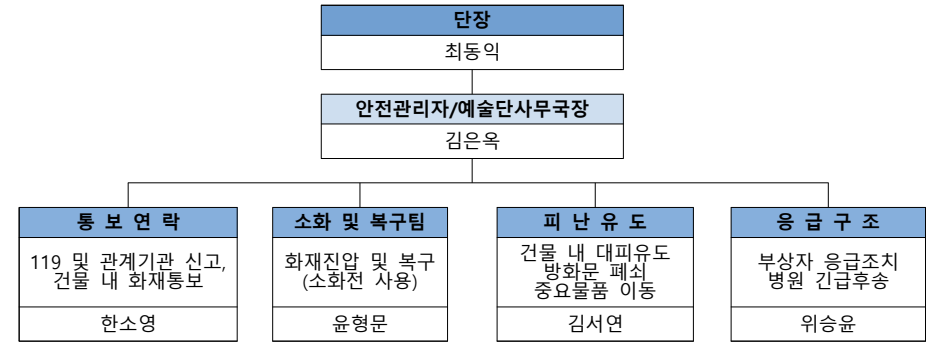 단장
최동익
안전관리자/예술단사무국장
김은옥
통 보 연 락
119 및 관계기관 신고,
건물 내 화재통보
한소영
소화 및 복구팀
화재진압 및 복구
(소화전 사용)
윤형문
피 난 유 도
건물 내 대피유도
방화문 폐쇠
중요물품 이동
김서연
응 급 구 조
부상자 응급조치
병원 긴급후송
위승윤